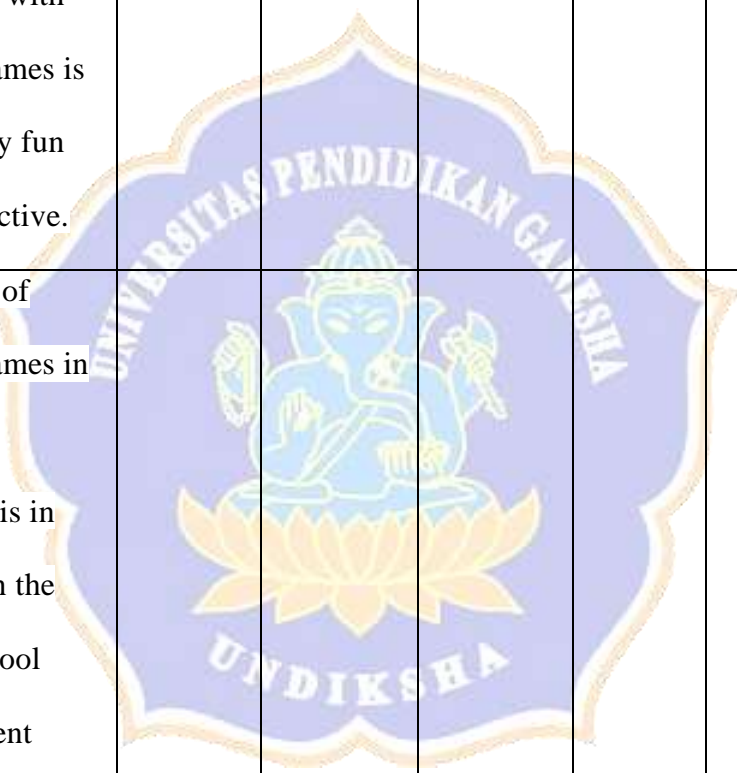 with
ames is
y fun
ctive.
of
ames in
is in
n the
ool
ent
UNIVERSITAS PENDIDIKAN GANESHA
UNDIKSHA